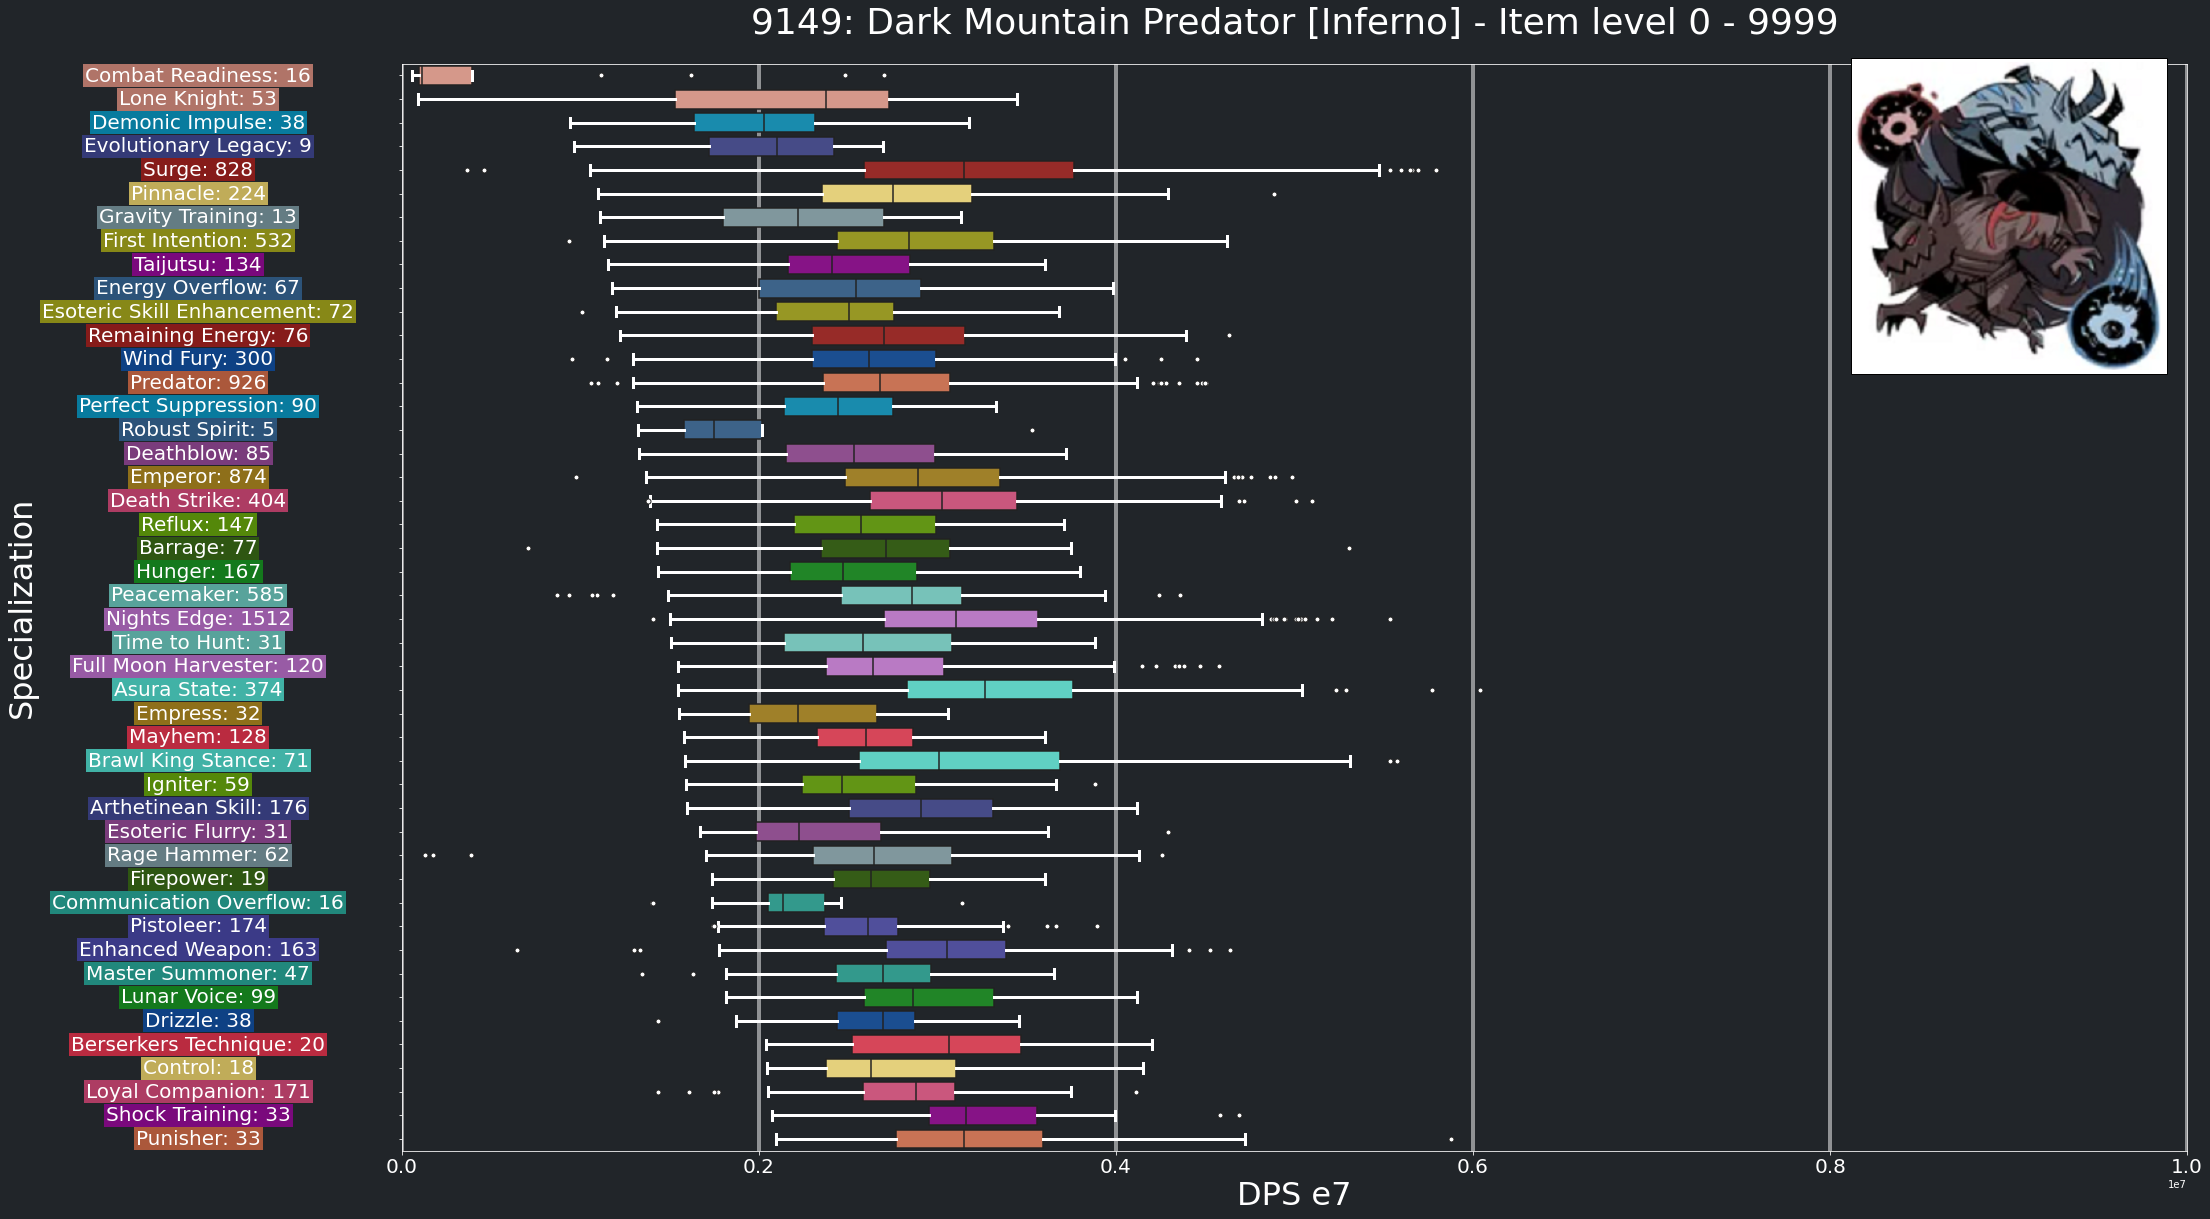 9149: Dark Mountain Predator [Inferno] - Item level 0 - 9999
Specialization
Combat Readiness: 16
Lone Knight: 53
Demonic Impulse: 38
Evolutionary Legacy: 9
Surge: 828
Pinnacle: 224
Gravity Training: 13
First Intention: 532
Taijutsu: 134
Energy Overflow: 67
Esoteric Skill Enhancement: 72
Remaining Energy: 76
Wind Fury: 300
Predator: 926
Perfect Suppression: 90
Robust Spirit: 5
Deathblow: 85
Emperor: 874
Death Strike: 404
Reflux: 147
Barrage: 77
Hunger: 167
Peacemaker: 585
Nights Edge: 1512
Time to Hunt: 31
Full Moon Harvester: 120
Asura State: 374
Empress: 32
Mayhem: 128
Brawl King Stance: 71
Igniter: 59
Arthetinean Skill: 176
Esoteric Flurry: 31
Rage Hammer: 62
Firepower: 19
Communication Overflow: 16
Pistoleer: 174
Enhanced Weapon: 163
Master Summoner: 47
Lunar Voice: 99
Drizzle: 38
Berserkers Technique: 20
Control: 18
Loyal Companion: 171
Shock Training: 33
Punisher: 33
0.0 0.2 0.4 0.6 0.8 1.0
1e7
DPS e7